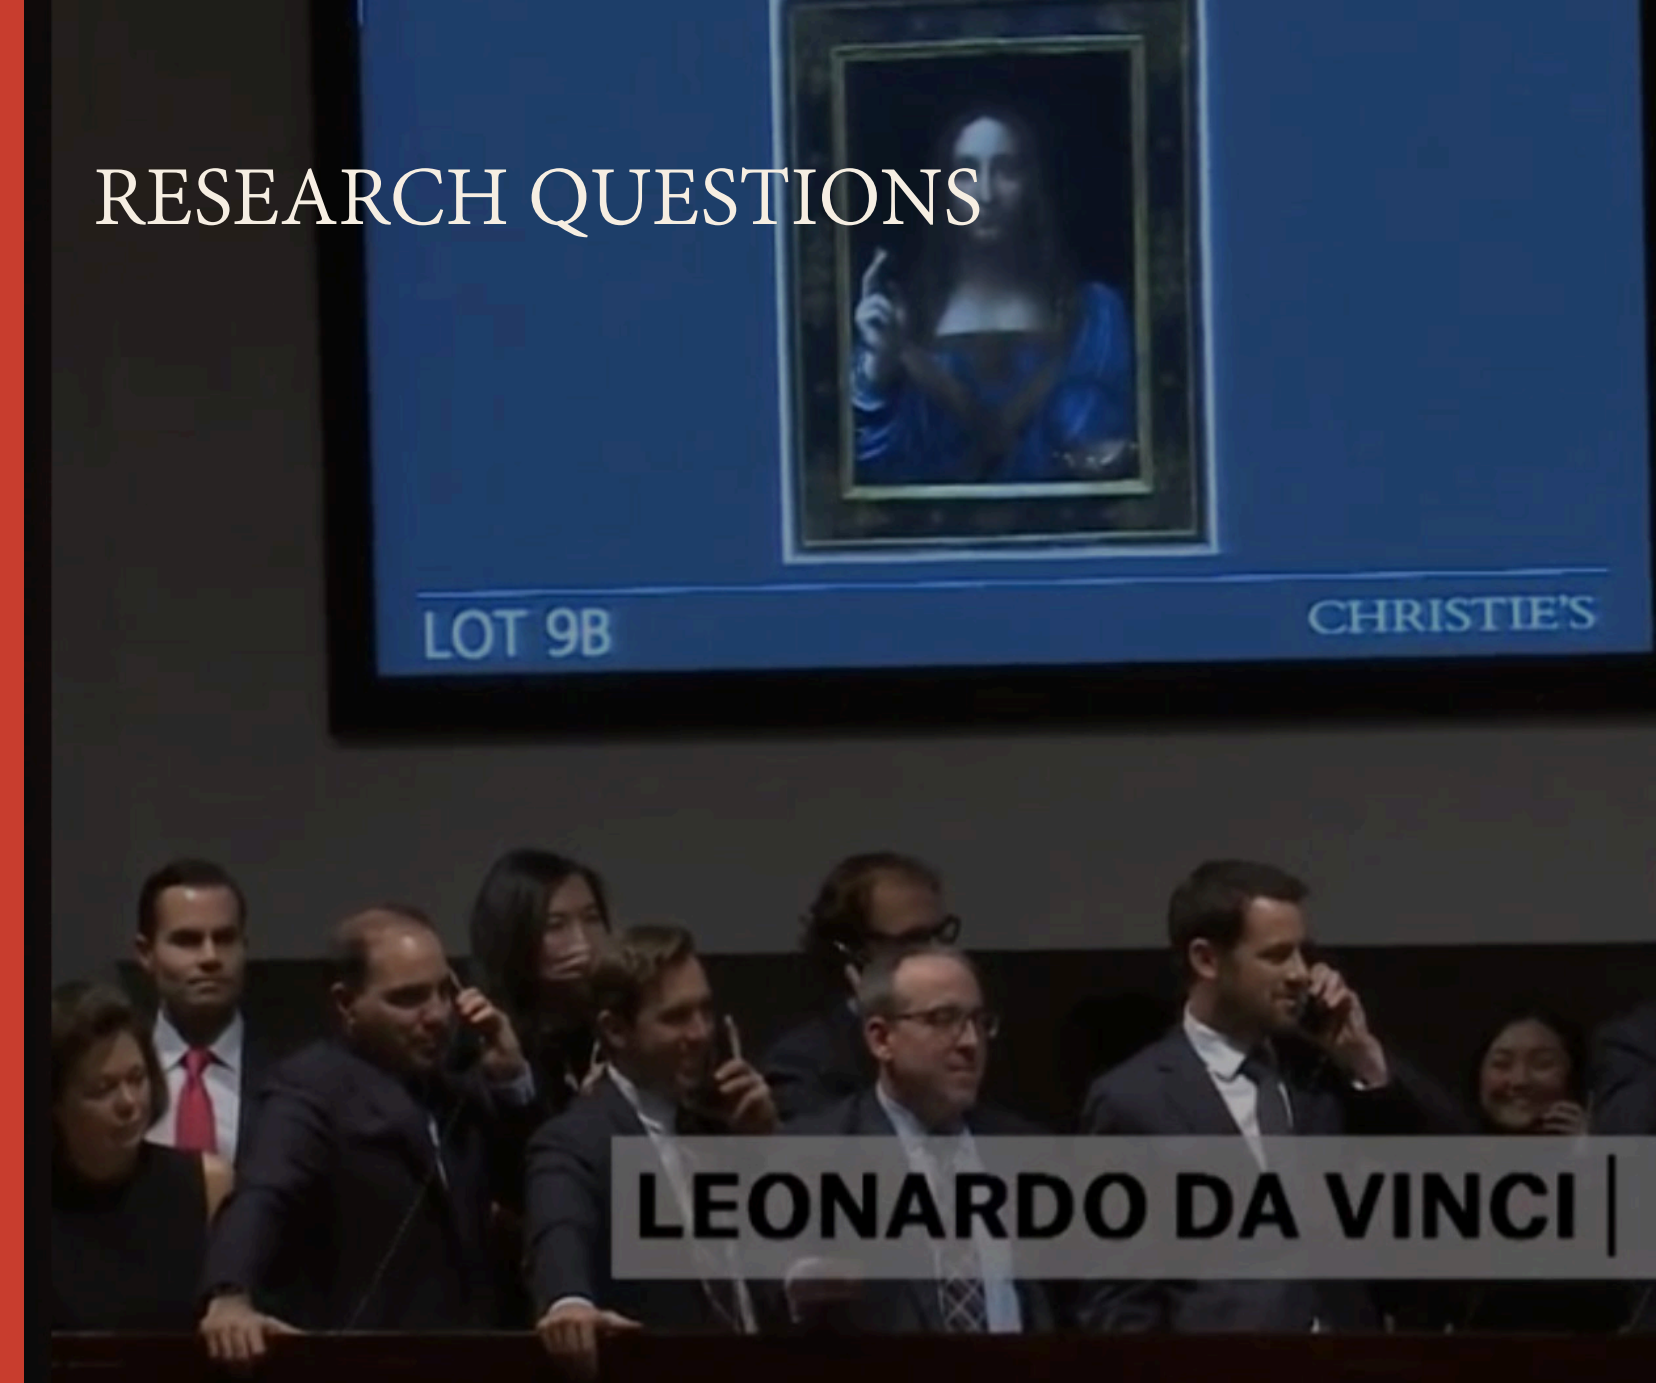 RESEARCH QUESTIONS
LOT 9B
CHRISTIE'S
LEONARDO DA VINCI |